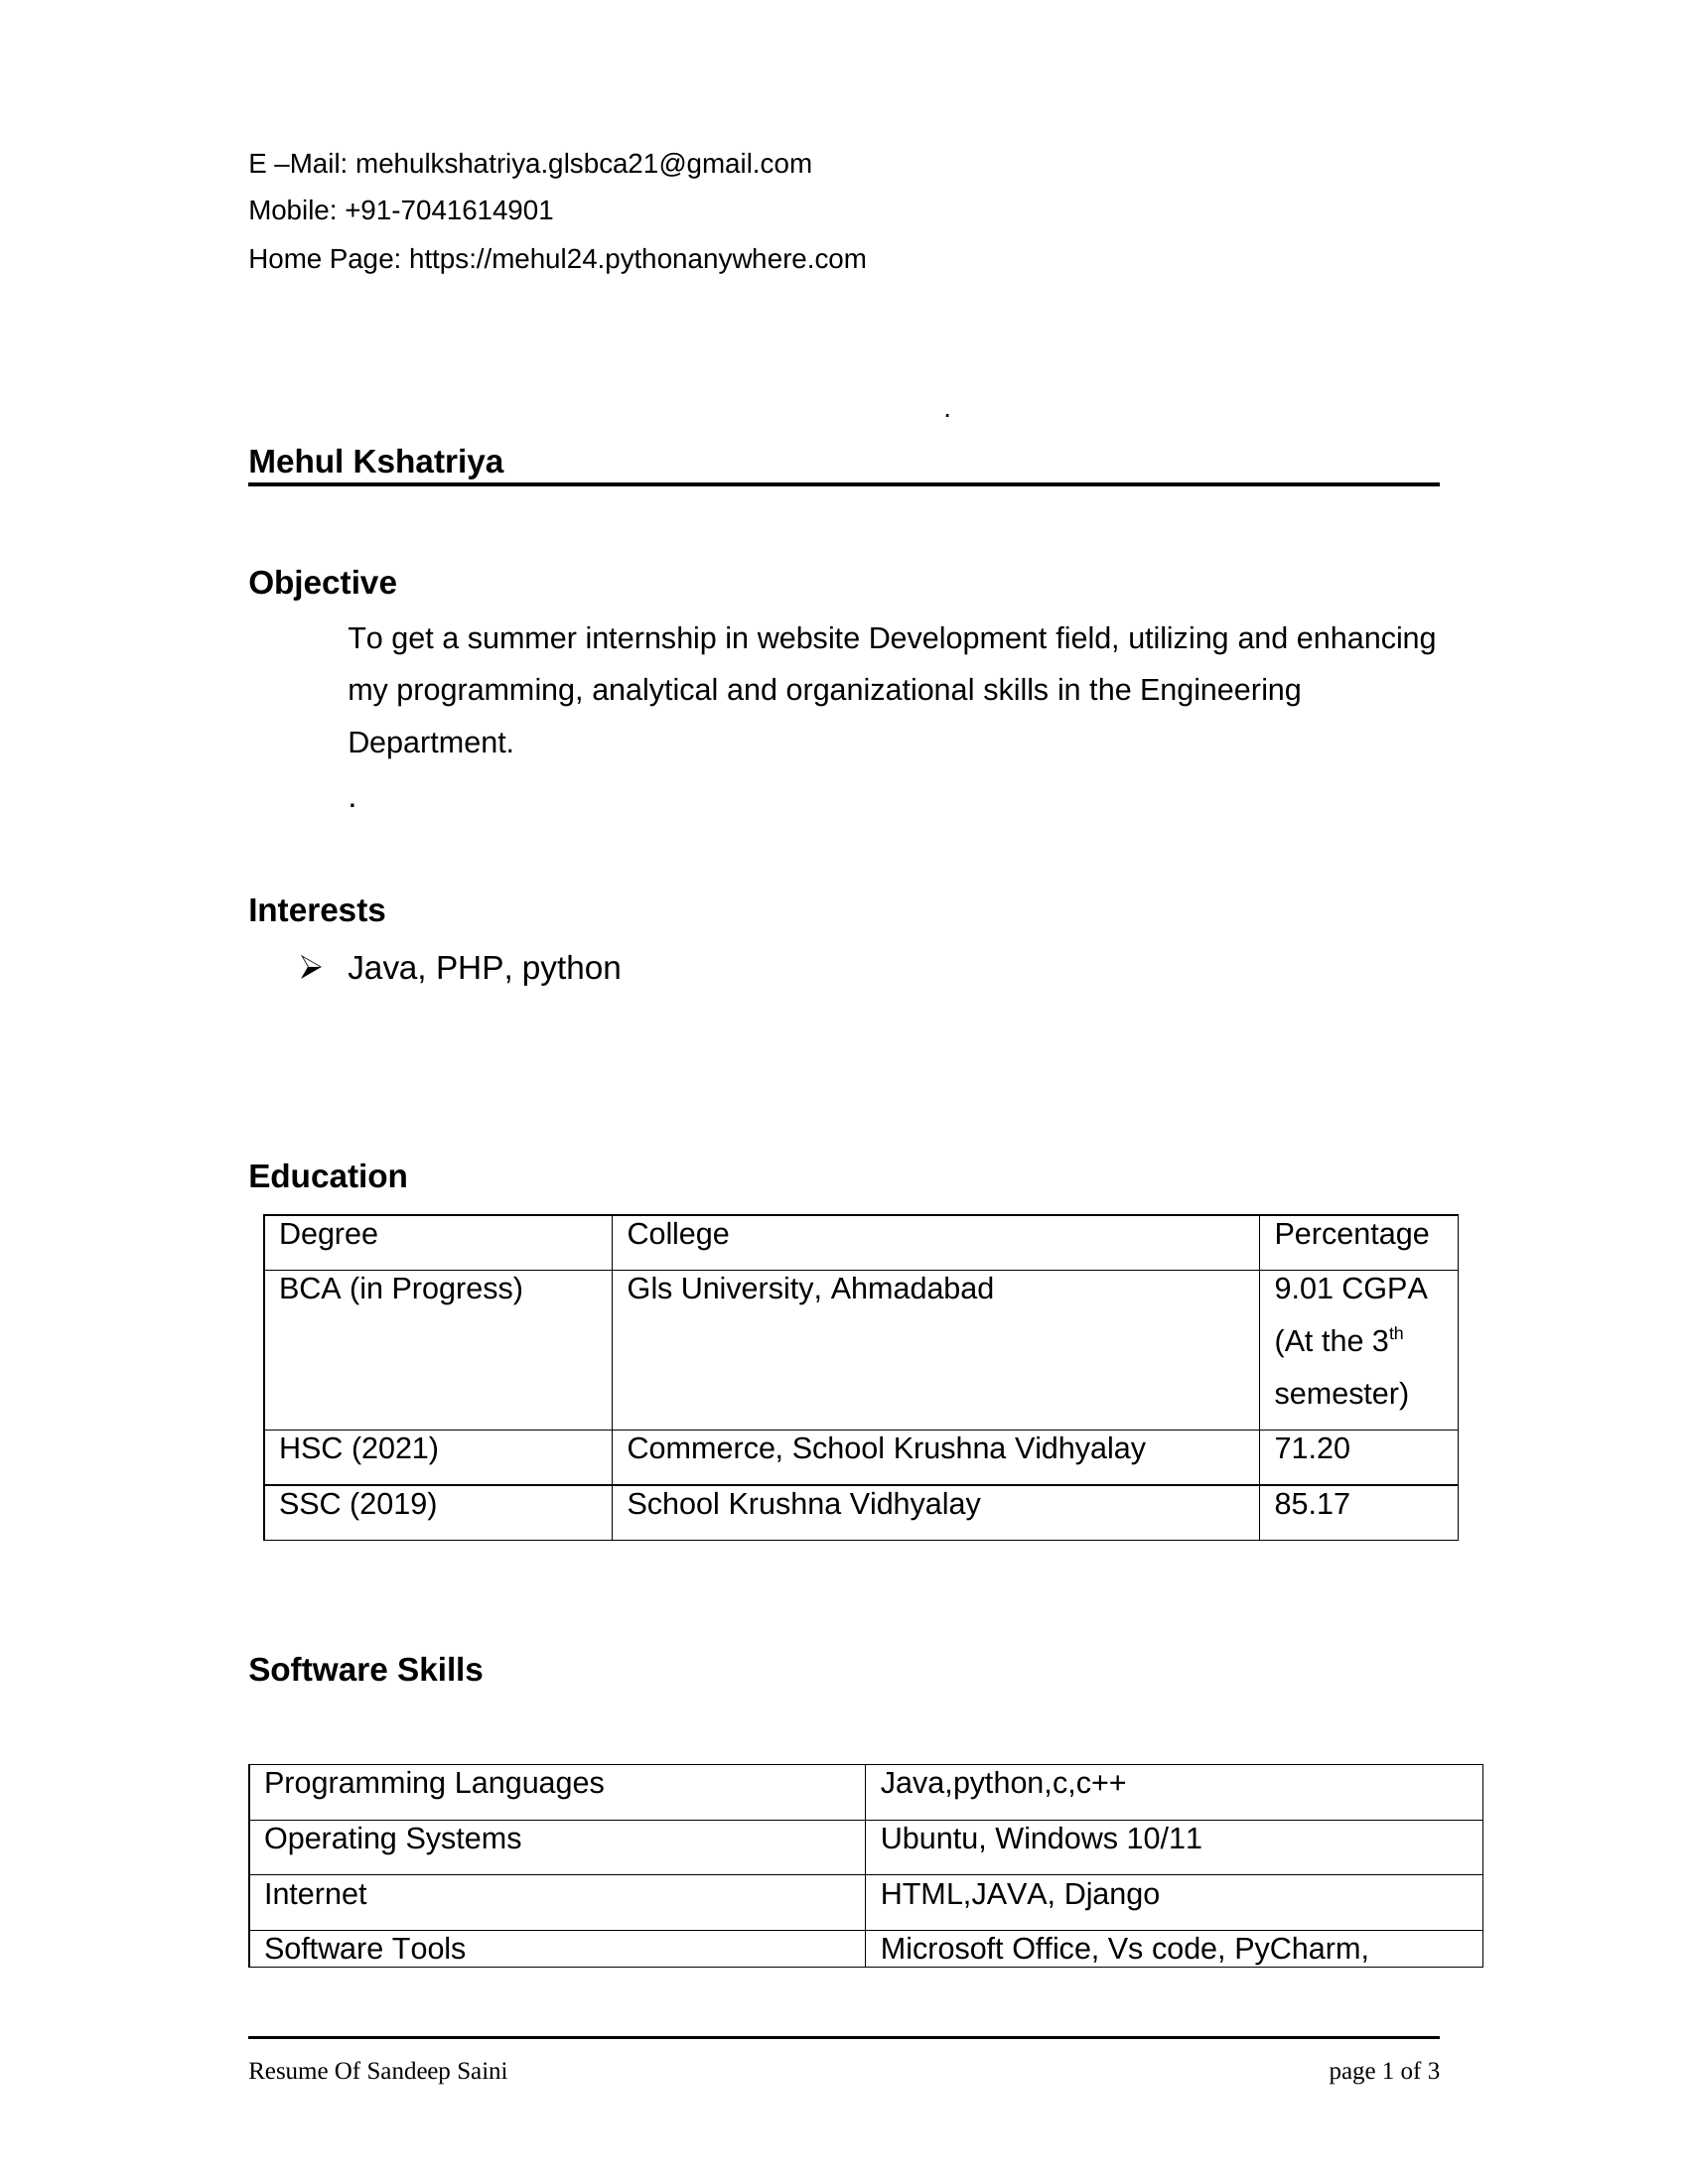 E –Mail: mehulkshatriya.glsbca21@gmail.com
Mobile: +91-7041614901
Home Page: https://mehul24.pythonanywhere.com
.
Mehul Kshatriya
Objective
To get a summer internship in website Development field, utilizing and enhancing
my programming, analytical and organizational skills in the Engineering
Department.
.
Interests
➢ Java, PHP, python
Education
Degree College Percentage
BCA (in Progress) Gls University, Ahmadabad 9.01 CGPA
(At the 3th
semester)
HSC (2021) Commerce, School Krushna Vidhyalay 71.20
SSC (2019) School Krushna Vidhyalay 85.17
Software Skills
Programming Languages Java,python,c,c++
Operating Systems Ubuntu, Windows 10/11
Internet HTML,JAVA, Django
Software Tools Microsoft Office, Vs code, PyCharm,
Resume Of Sandeep Saini page 1 of 3